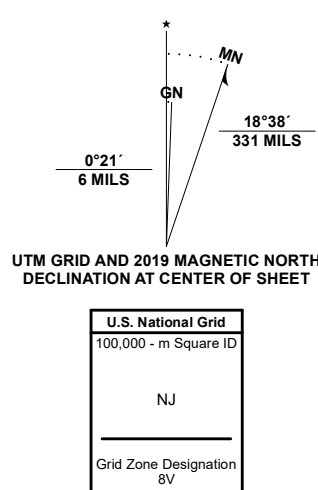 ★
MN
GN
18°38´
331 MILS
0°21´
6 MILS
UTM GRID AND 2019 MAGNETIC NORTH
DECLINATION AT CENTER OF SHEET
U.S. National Grid
100,000 - m Square ID
NJ
Grid Zone Designation
8V